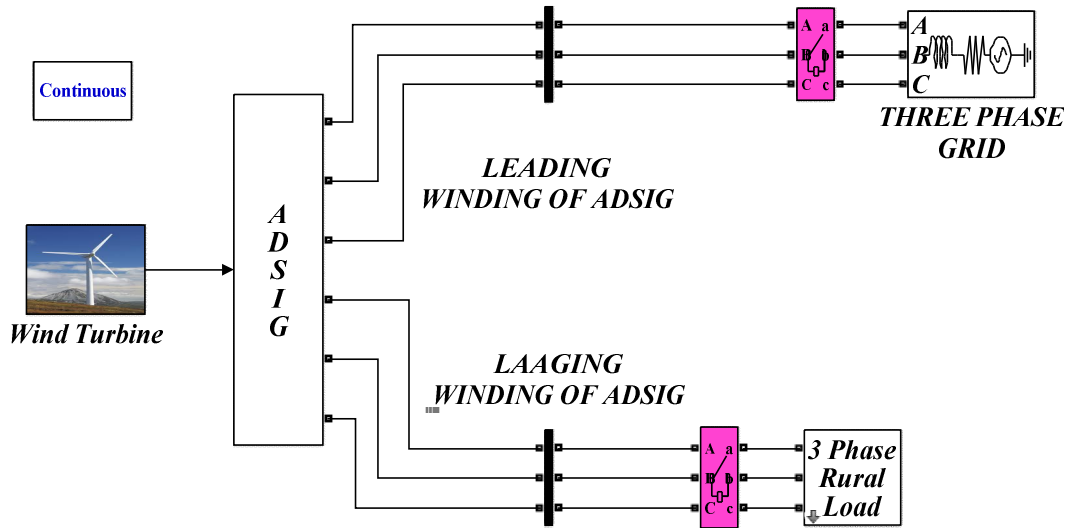 Continuous
Wind Turbine
A
D
S
I
G
LEADING
WINDING OF ADSIG
A a
B b
C c
A
B
C
THREE PHASE
GRID
LAAGING
WINDING OF ADSIG
A a
B b
C c
3 Phase
Rural
Load